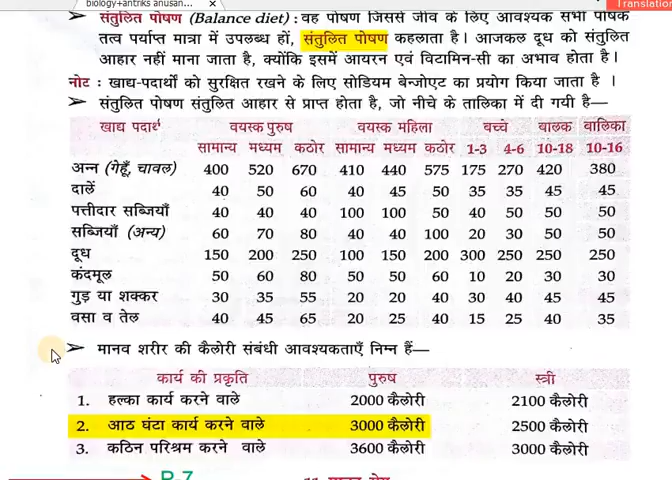 biology+antriks anusan...
Translation
➢ संतुलित पोषण (Balance diet) : वह पोषण जिससे जीव के लिए आवश्यक सभी पोषक
तत्व पर्याप्त मात्रा में उपलब्ध हों, संतुलित पोषण कहलाता है। आजकल दूध को संतुलित
आहार नहीं माना जाता है, क्योंकि इसमें आयरन एवं विटामिन-सी का अभाव होता है।
नोट : खाद्य-पदार्थों को सुरक्षित रखने के लिए सोडियम बेन्जोएट का प्रयोग किया जाता है ।
➢ संतुलित पोषण संतुलित आहार से प्राप्त होता है, जो नीचे के तालिका में दी गयी है—
खाद्य पदार्थ वयस्क पुरुष वयस्क महिला बच्चे बालक बालिका
सामान्य मध्यम कठोर सामान्य मध्यम कठोर 1-3 4-6 10-18 10-16
अन्न (गेहूँ, चावल) 400 520 670 410 440 575 175 270 420 380
दालें 40 50 60 40 45 50 35 35 45 45
पत्तीदार सब्जियाँ 40 40 40 100 100 50 40 50 50 50
सब्जियाँ (अन्य) 60 70 80 40 40 100 20 30 50 50
दूध 150 200 250 100 150 200 300 250 250 250
कंदमूल 50 60 80 50 50 60 10 20 30 30
गुड़ या शक्कर 30 35 55 20 20 40 30 40 45 45
वसा व तेल 40 45 65 20 25 40 15 25 40 35
➢ मानव शरीर की कैलोरी संबंधी आवश्यकताएँ निम्न हैं—
कार्य की प्रकृति पुरुष स्त्री
1. हल्का कार्य करने वाले 2000 कैलोरी 2100 कैलोरी
2. आठ घंटा कार्य करने वाले 3000 कैलोरी 2500 कैलोरी
3. कठिन परिश्रम करने वाले 3600 कैलोरी 3000 कैलोरी
P-7